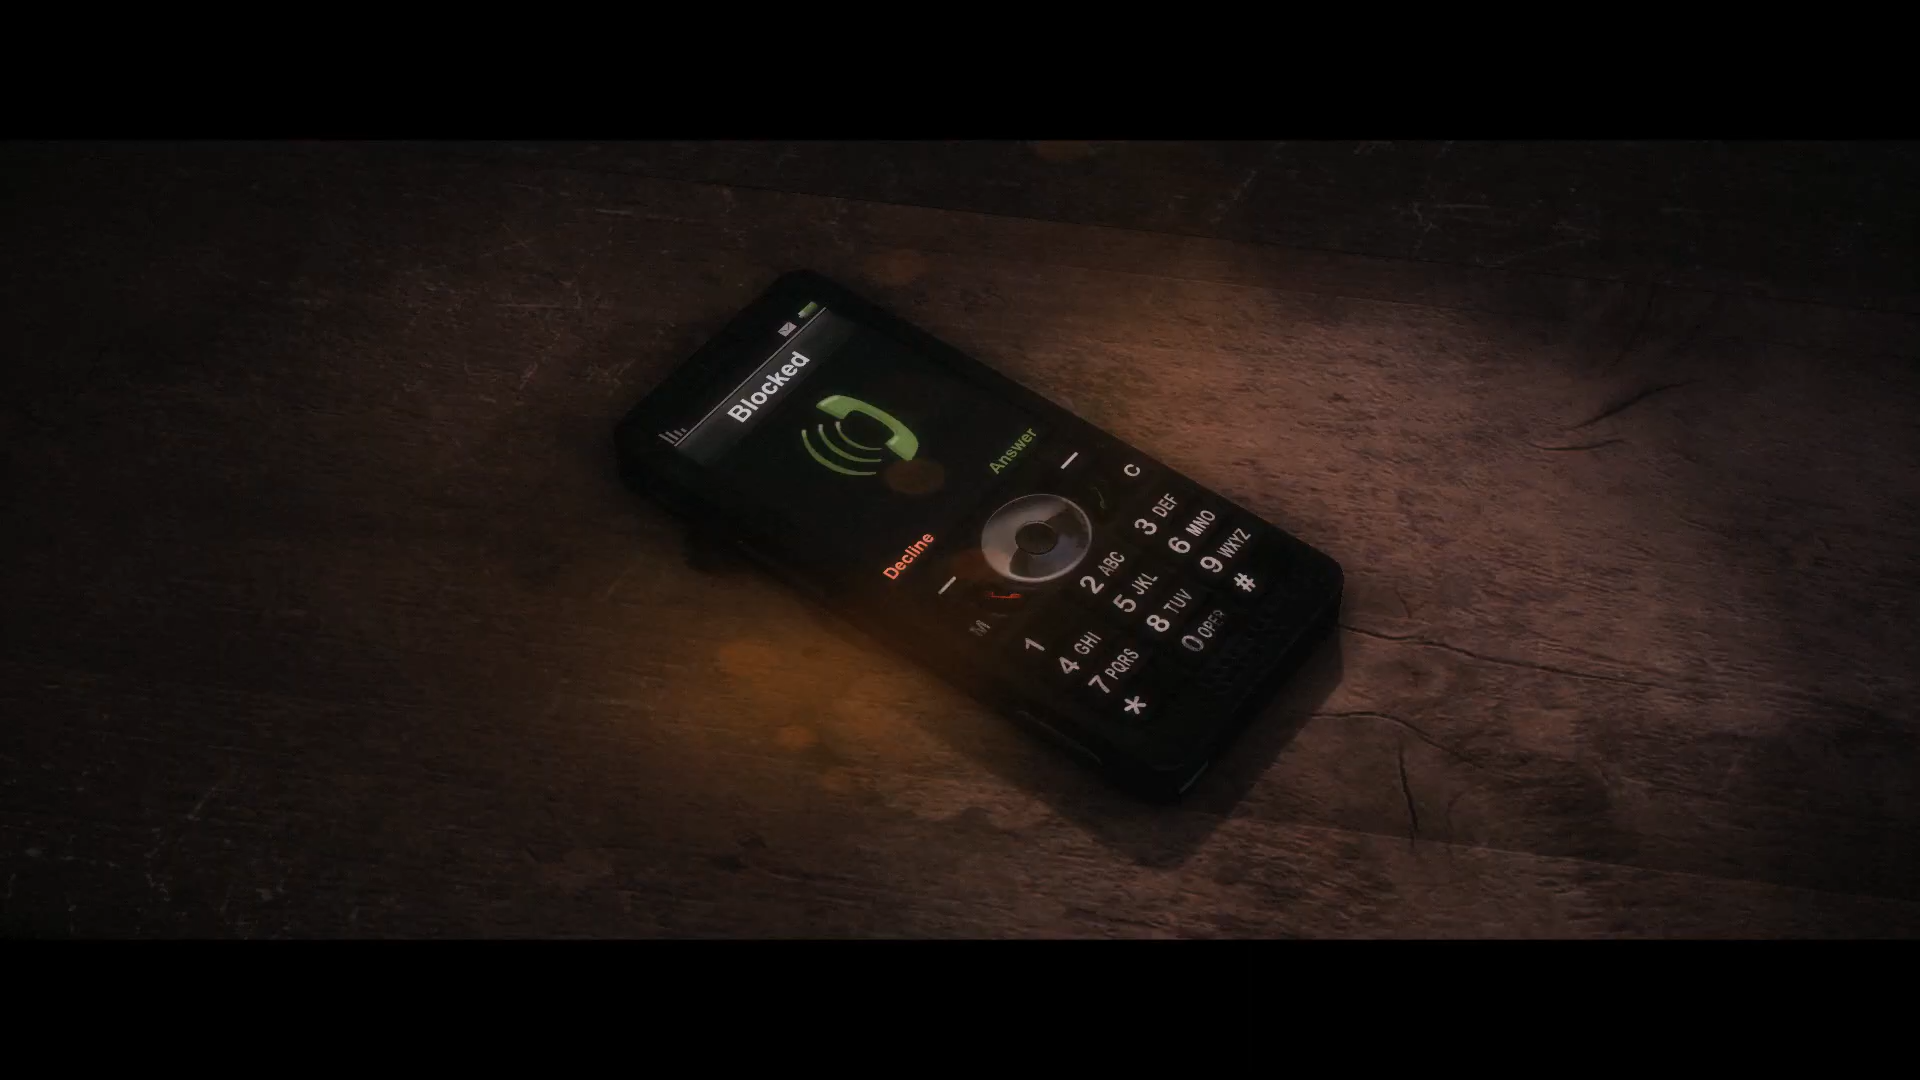 Blocked
Decline
Answer
C
M
1
2 ABC
3 DEF
4 GHI
5 JKL
6 MNO
7 PQRS
8 TUV
9 WXYZ
*
0 OPER
#